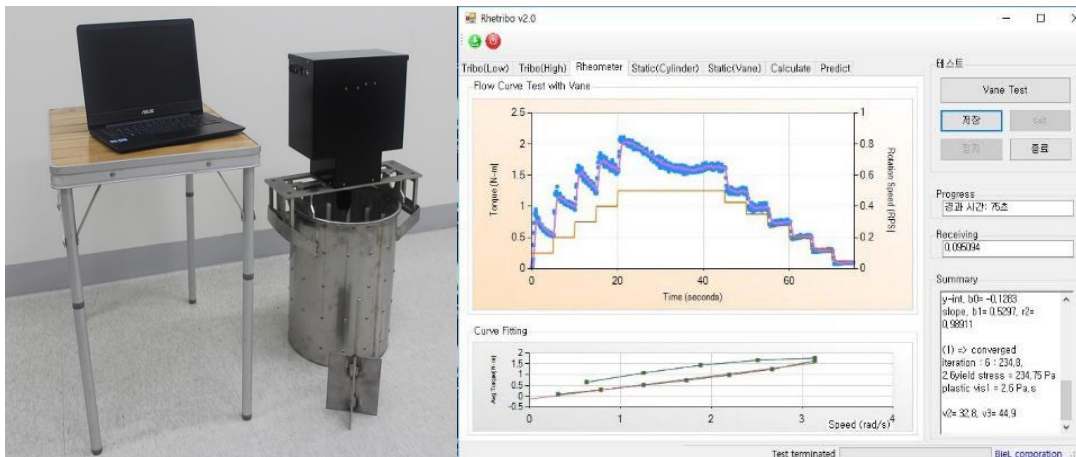 ASUS
Rhetribo v2.0
Tribo(Low) Tribo(High) Rheometer Static(Cylinder) Static(Vane) Calculate Predict
Flow Curve Test with Vane
2.5
2
1.5
1
0.5
0
Torque [N-m]
1
0.8
0.6
0.4
0.2
0
Rotation Speed [RPS]
0 20 40 60
Time (seconds)
Curve Fitting
2
1.5
1
0.5
0
-0.5
Avg Torque[N-m]
0 1 2 3 4
Speed (rad/s)
테스트
Vane Test
저장
종료
Progress
경과 시간: 75초
Receiving
0,095094
Summary
y-int, b0= -0,1283
slope, b1= 0,5297, r2=
0,98911
(1) => converged
iteration : 6 : 234,8,
2,6yield stress = 234,75 Pa
plastic vis1 = 2,6 Pa,s
v2= 32,8, v3= 44,9
Test terminated
BieL corporation